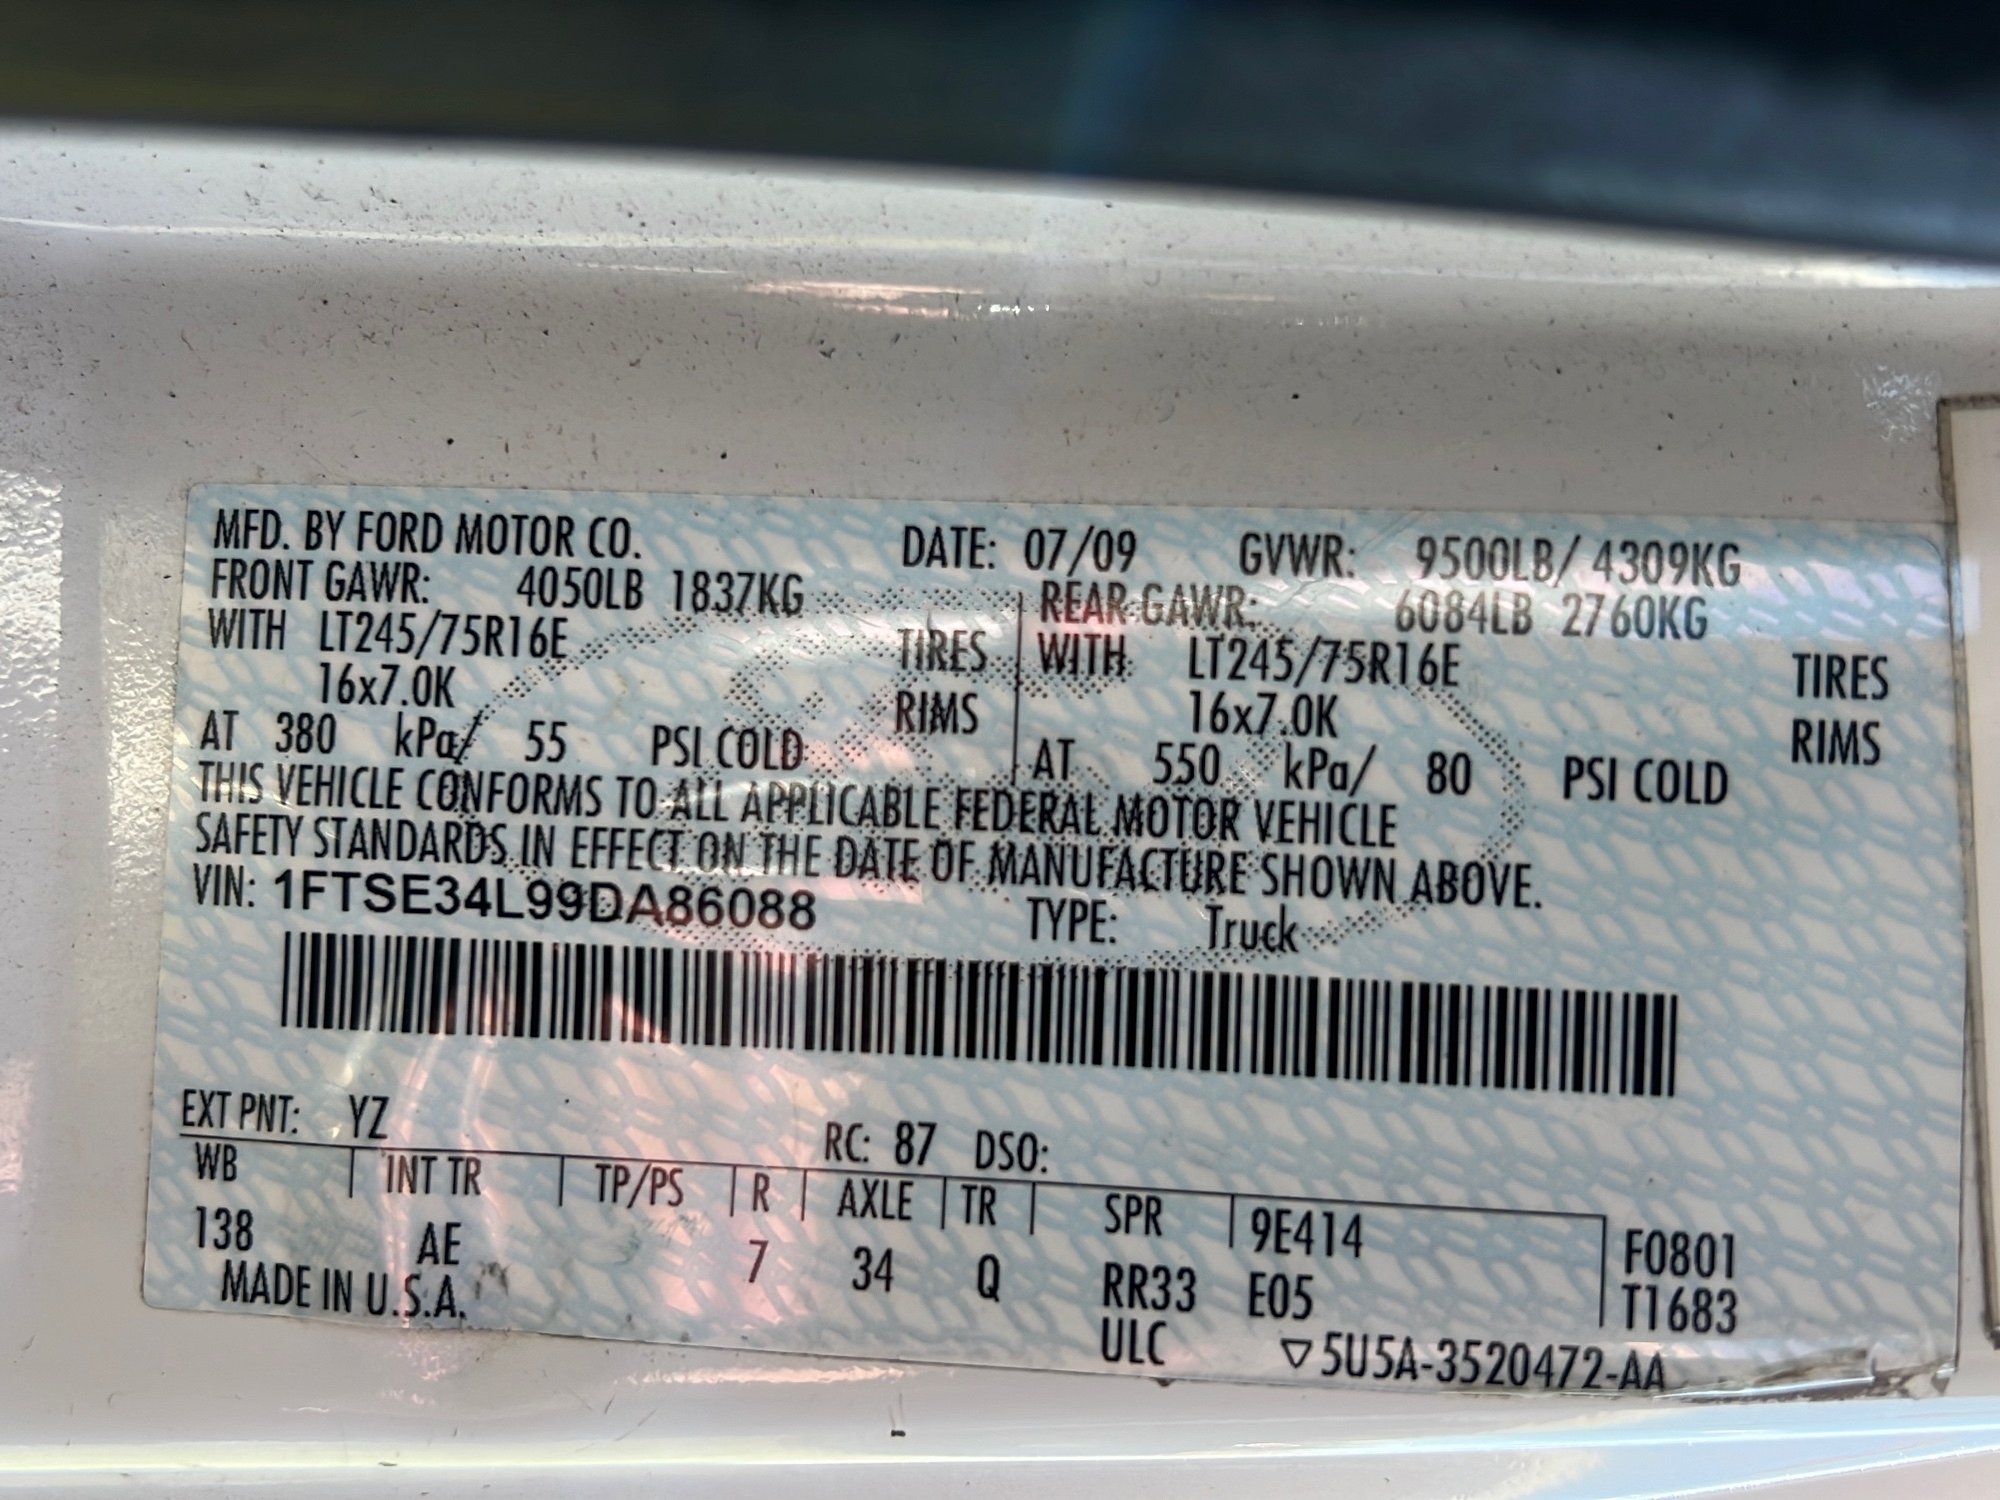 MFD. BY FORD MOTOR CO. DATE: 07/09 GVWR: 9500LB/ 4309KG
FRONT GAWR: 4050LB 1837KG REAR GAWR: 6084LB 2760KG
WITH LT245/75R16E TIRES WITH LT245/75R16E TIRES
16x7.0K RIMS 16x7.0K RIMS
AT 380 kPa/ 55 PSI COLD AT 550 kPa/ 80 PSI COLD
THIS VEHICLE CONFORMS TO ALL APPLICABLE FEDERAL MOTOR VEHICLE
SAFETY STANDARDS IN EFFECT ON THE DATE OF MANUFACTURE SHOWN ABOVE.
VIN: 1FTSE34L99DA86088 TYPE: Truck
EXT PNT: YZ RC: 87 DSO:
WB INT TR TP/PS R AXLE TR SPR 9E414 F0801
138 AE 7 34 Q RR33 E05 T1683
MADE IN U.S.A. ULC ▽5U5A-3520472-AA